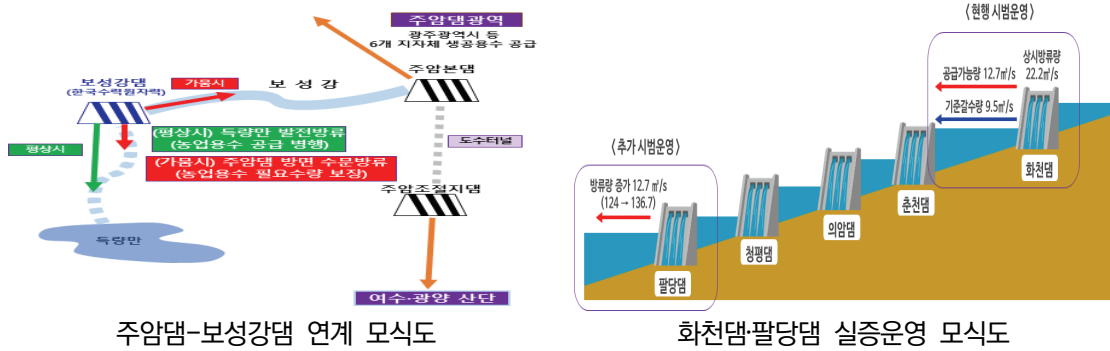 주암댐광역
광주광역시 등
6개 지자체 생공용수 공급
주암본댐
보성강댐
(한국수력원자력)
가뭄시
보 성 강
평상시
(평상시) 득량만 발전방류
(농업용수 공급 병행)
(가뭄시) 주암댐 방면 수문방류
(농업용수 필요수량 보장)
도수터널
주암조절지댐
득량만
여수·광양 산단
주암댐-보성강댐 연계 모식도
〈 현행 시범운영 〉
상시방류량
22.2㎥/s
공급가능량 12.7㎥/s
기준갈수량 9.5㎥/s
화천댐
춘천댐
의암댐
청평댐
〈 추가 시범운영 〉
방류량 증가 12.7 ㎥/s
(124 → 136.7)
팔당댐
화천댐·팔당댐 실증운영 모식도